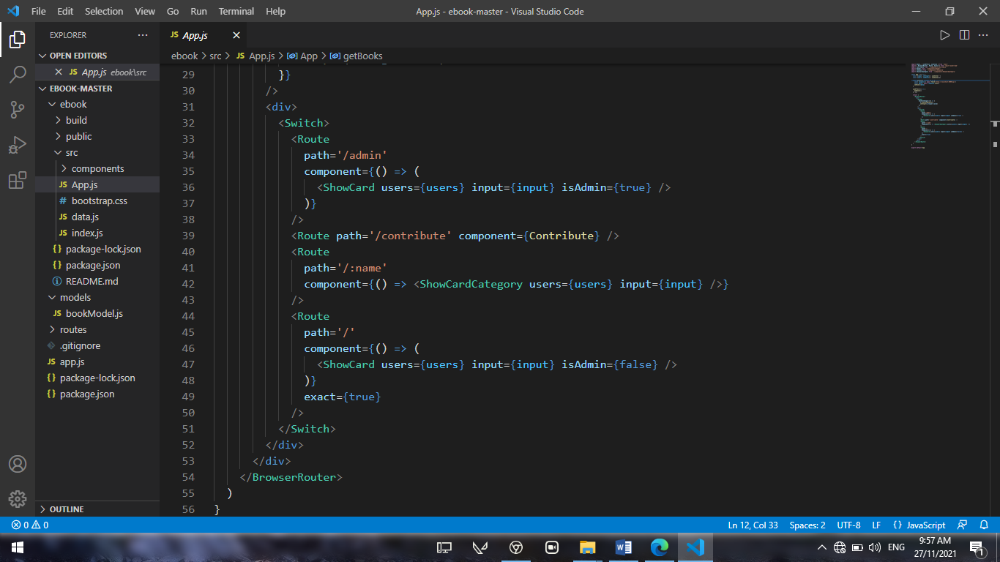 File Edit Selection View Go Run Terminal Help App.js - ebook-master - Visual Studio Code
EXPLORER
OPEN EDITORS
App.js ebook\src
EBOOK-MASTER
ebook
build
public
src
components
JS App.js
# bootstrap.css
JS data.js
JS index.js
{} package-lock.json
{} package.json
README.md
models
JS bookModel.js
routes
.gitignore
JS app.js
{} package-lock.json
{} package.json
OUTLINE
JS App.js
ebook > src > JS App.js > App > getBooks
29 }}
30 />
31 <div>
32 <Switch>
33 <Route
34 path='/admin'
35 component={() => (
36 <ShowCard users={users} input={input} isAdmin={true} />
37 )}
38 />
39 <Route path='/contribute' component={Contribute} />
40 <Route
41 path='/:name'
42 component={() => <ShowCardCategory users={users} input={input} />}
43 />
44 <Route
45 path='/'
46 component={() => (
47 <ShowCard users={users} input={input} isAdmin={false} />
48 )}
49 exact={true}
50 />
51 </Switch>
52 </div>
53 </div>
54 </BrowserRouter>
55 )
56 }
0 0 Ln 12, Col 33 Spaces: 2 UTF-8 LF {} JavaScript
ENG 9:57 AM
27/11/2021
1